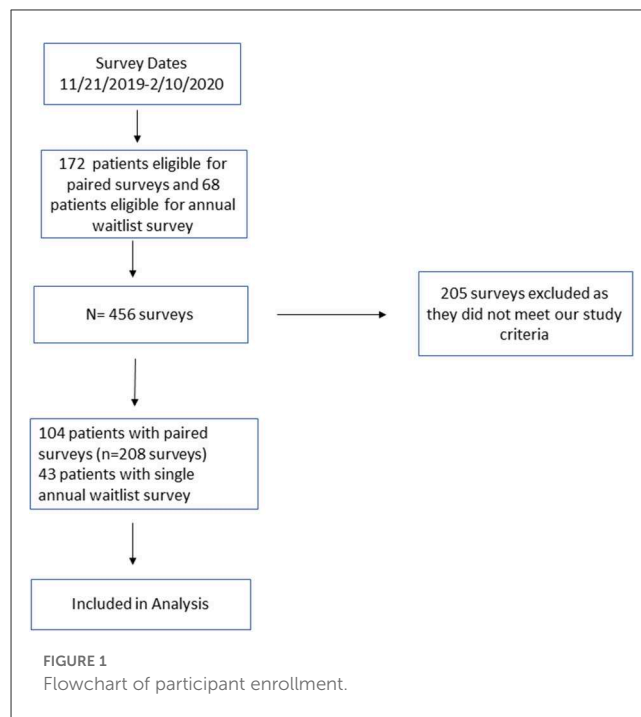 Survey Dates
11/21/2019-2/10/2020
172 patients eligible for
paired surveys and 68
patients eligible for annual
waitlist survey
N= 456 surveys
205 surveys excluded as
they did not meet our study
criteria
104 patients with paired
surveys (n=208 surveys)
43 patients with single
annual waitlist survey
Included in Analysis
FIGURE 1
Flowchart of participant enrollment.